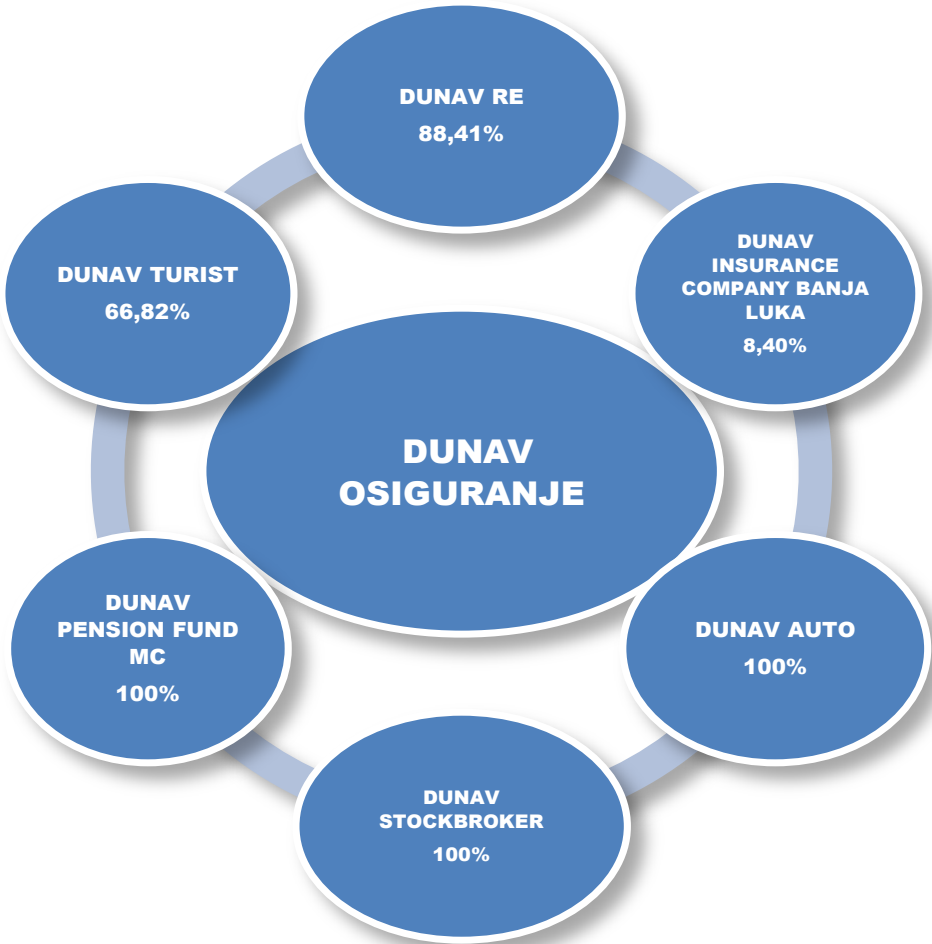 DUNAV RE
88,41%
DUNAV TURIST
66,82%
DUNAV
INSURANCE
COMPANY BANJA
LUKA
8,40%
DUNAV
OSIGURANJE
DUNAV
PENSION FUND
MC
100%
DUNAV AUTO
100%
DUNAV
STOCKBROKER
100%